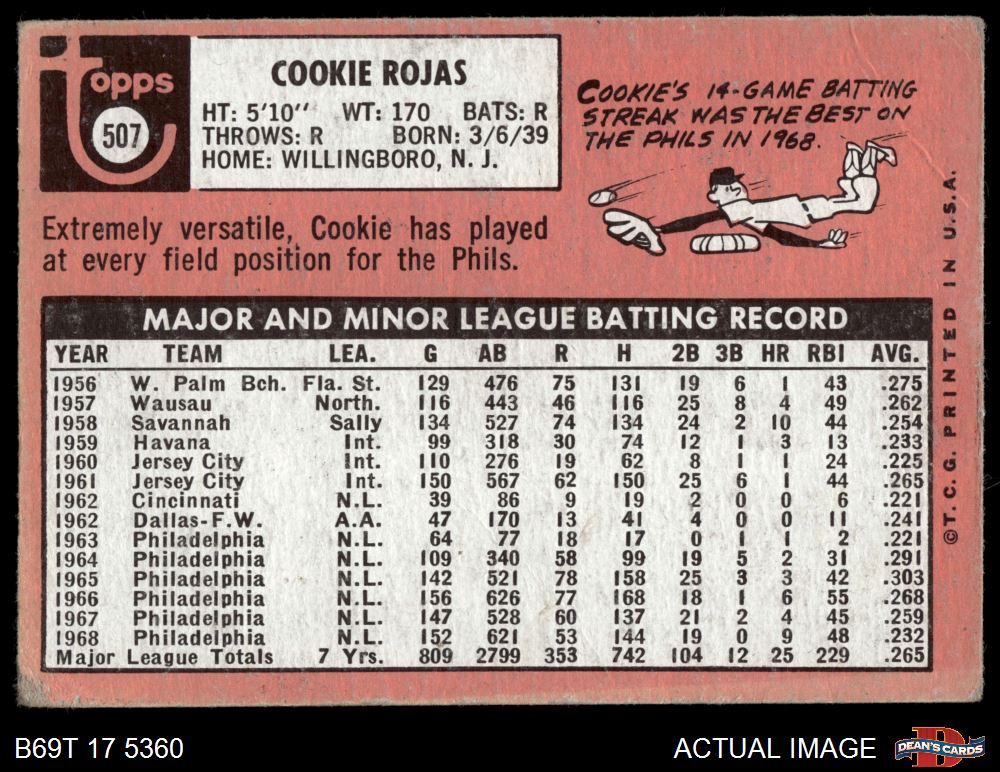 topps
507
COOKIE ROJAS
HT: 5'10'' WT: 170 BATS: R
THROWS: R BORN: 3/6/39
HOME: WILLINGBORO, N. J.
COOKIE'S 14-GAME BATTING
STREAK WAS THE BEST ON
THE PHILS IN 1968.
Extremely versatile, Cookie has played
at every field position for the Phils.
MAJOR AND MINOR LEAGUE BATTING RECORD
YEAR TEAM LEA. G AB R H 2B 3B HR RBI AVG.
1956 W. Palm Bch. Fla. St. 129 476 75 131 19 6 1 43 .275
1957 Wausau North. 116 443 46 116 25 8 4 49 .262
1958 Savannah Sally 134 527 74 134 24 2 10 44 .254
1959 Havana Int. 99 318 30 74 12 1 3 13 .233
1960 Jersey City Int. 110 276 19 62 8 1 1 24 .225
1961 Jersey City Int. 150 567 62 150 25 6 1 44 .265
1962 Cincinnati N.L. 39 86 9 19 2 0 0 6 .221
1962 Dallas-F.W. A.A. 47 170 13 41 4 0 0 11 .241
1963 Philadelphia N.L. 64 77 18 17 0 1 1 2 .221
1964 Philadelphia N.L. 109 340 58 99 19 5 2 31 .291
1965 Philadelphia N.L. 142 521 78 158 25 3 3 42 .303
1966 Philadelphia N.L. 156 626 77 168 18 1 6 55 .268
1967 Philadelphia N.L. 147 528 60 137 21 2 4 45 .259
1968 Philadelphia N.L. 152 621 53 144 19 0 9 48 .232
Major League Totals 7 Yrs. 809 2799 353 742 104 12 25 229 .265
© T. C. G. PRINTED IN U.S.A.
B69T 17 5360
ACTUAL IMAGE
D
DEAN'S CARDS